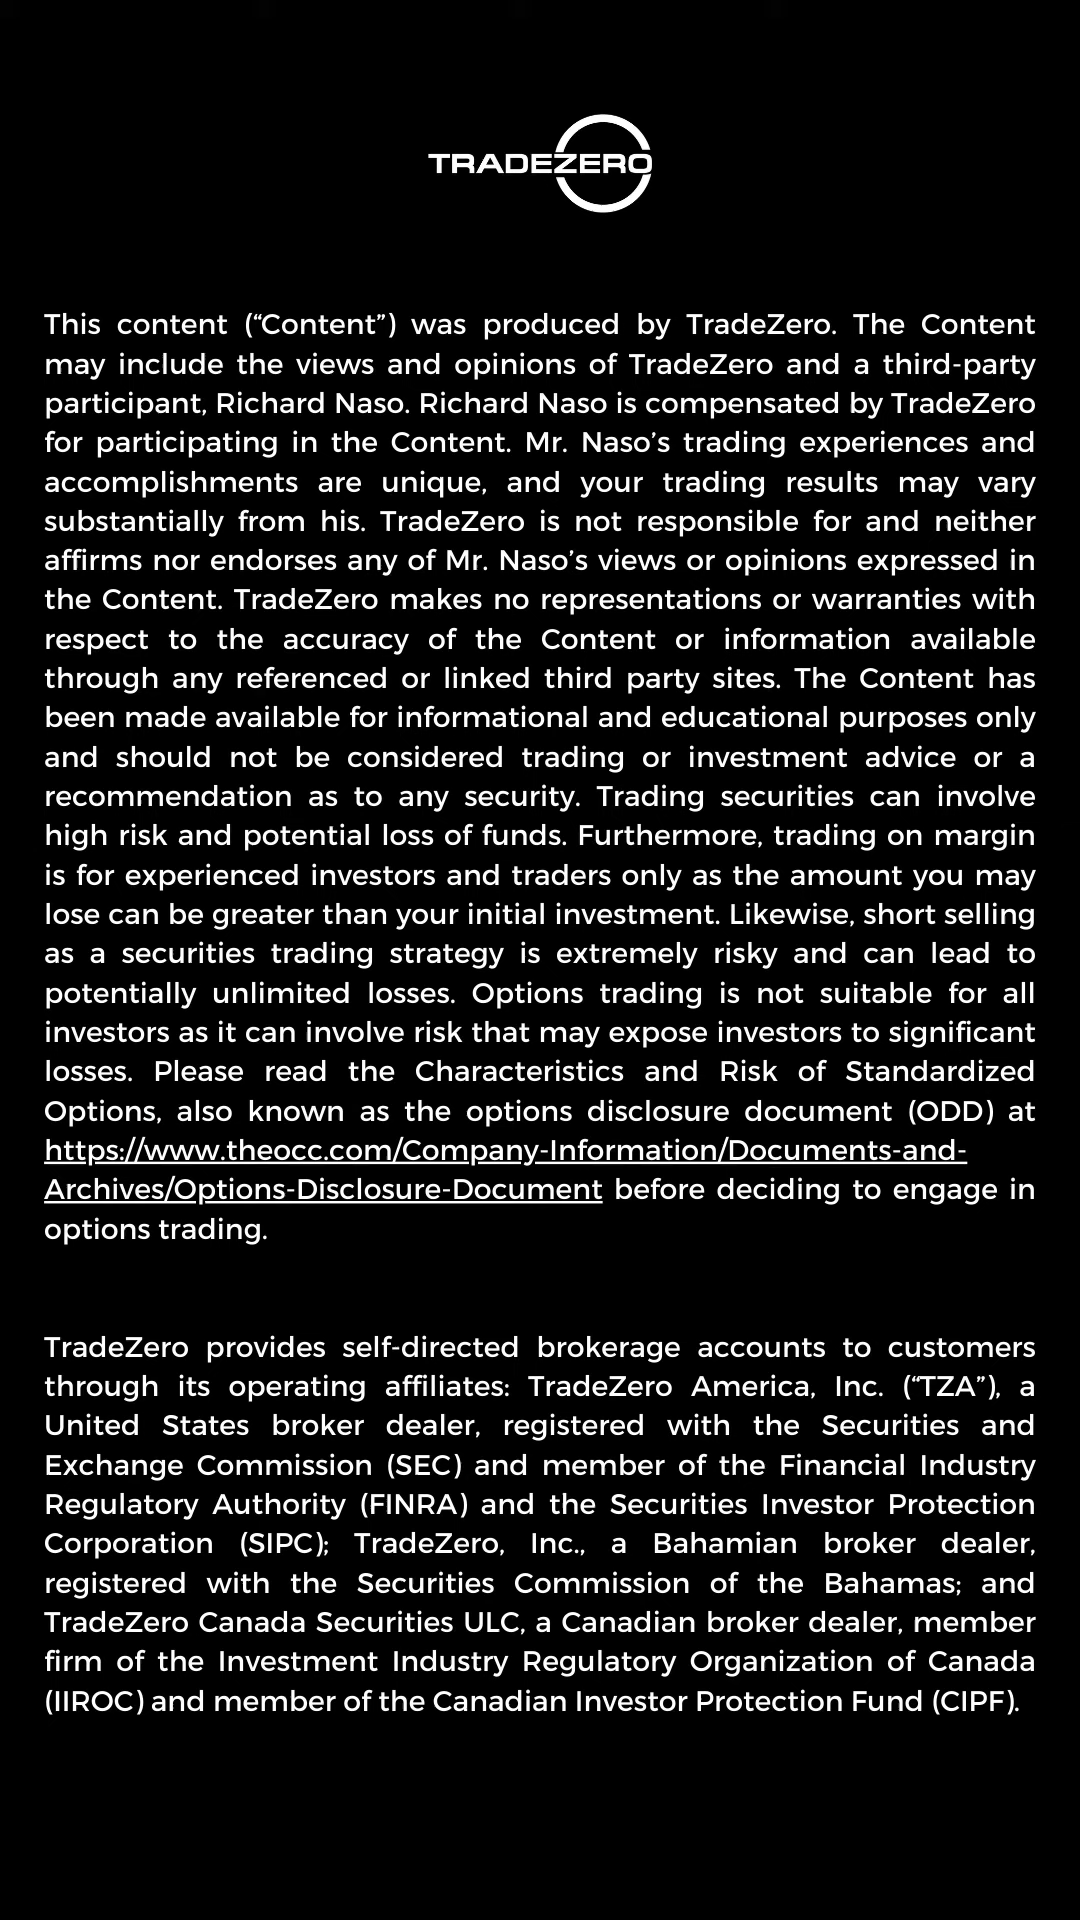 TRADEZERO
This content (“Content”) was produced by TradeZero. The Content
may include the views and opinions of TradeZero and a third-party
participant, Richard Naso. Richard Naso is compensated by TradeZero
for participating in the Content. Mr. Naso’s trading experiences and
accomplishments are unique, and your trading results may vary
substantially from his. TradeZero is not responsible for and neither
affirms nor endorses any of Mr. Naso’s views or opinions expressed in
the Content. TradeZero makes no representations or warranties with
respect to the accuracy of the Content or information available
through any referenced or linked third party sites. The Content has
been made available for informational and educational purposes only
and should not be considered trading or investment advice or a
recommendation as to any security. Trading securities can involve
high risk and potential loss of funds. Furthermore, trading on margin
is for experienced investors and traders only as the amount you may
lose can be greater than your initial investment. Likewise, short selling
as a securities trading strategy is extremely risky and can lead to
potentially unlimited losses. Options trading is not suitable for all
investors as it can involve risk that may expose investors to significant
losses. Please read the Characteristics and Risk of Standardized
Options, also known as the options disclosure document (ODD) at
https://www.theocc.com/Company-Information/Documents-and-
Archives/Options-Disclosure-Document before deciding to engage in
options trading.
TradeZero provides self-directed brokerage accounts to customers
through its operating affiliates: TradeZero America, Inc. (“TZA”), a
United States broker dealer, registered with the Securities and
Exchange Commission (SEC) and member of the Financial Industry
Regulatory Authority (FINRA) and the Securities Investor Protection
Corporation (SIPC); TradeZero, Inc., a Bahamian broker dealer,
registered with the Securities Commission of the Bahamas; and
TradeZero Canada Securities ULC, a Canadian broker dealer, member
firm of the Investment Industry Regulatory Organization of Canada
(IIROC) and member of the Canadian Investor Protection Fund (CIPF).